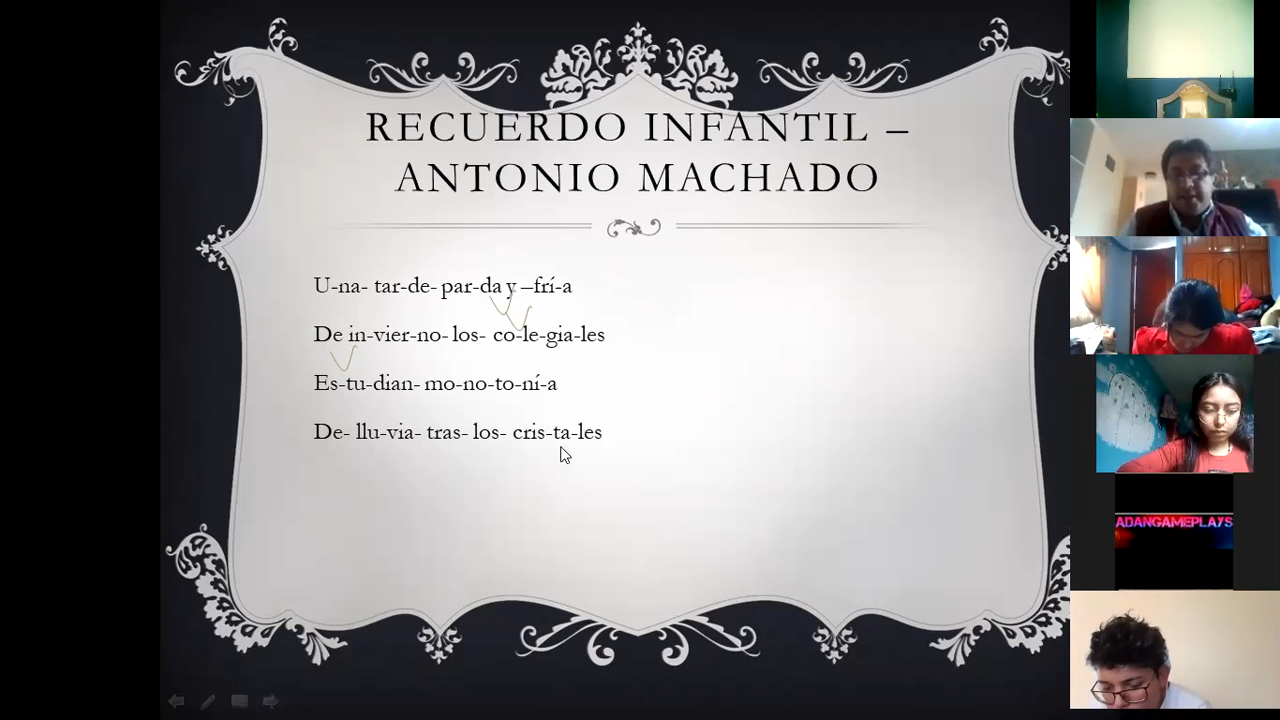 RECUERDO INFANTIL –
ANTONIO MACHADO
U-na- tar-de- par-da y –frí-a
De in-vier-no- los- co-le-gia-les
Es-tu-dian- mo-no-to-ní-a
De- llu-via- tras- los- cris-ta-les
ADANGAMEPLAYS